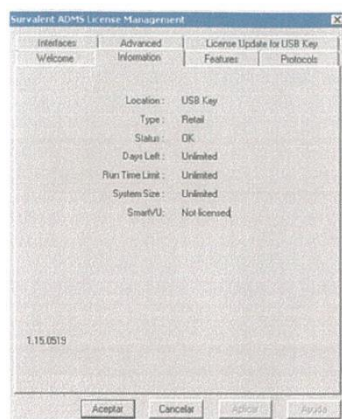 Survalent ADMS License Management
Interfaces Advanced License Update for USB Key
Welcome Information Features Protocols
Location : USB Key
Type : Retail
Status : OK
Days Left : Unlimited
Run Time Limit : Unlimited
System Size : Unlimited
SmartVU: Not licensed
1.15.0519
Aceptar Cancelar Aplicar Ayuda